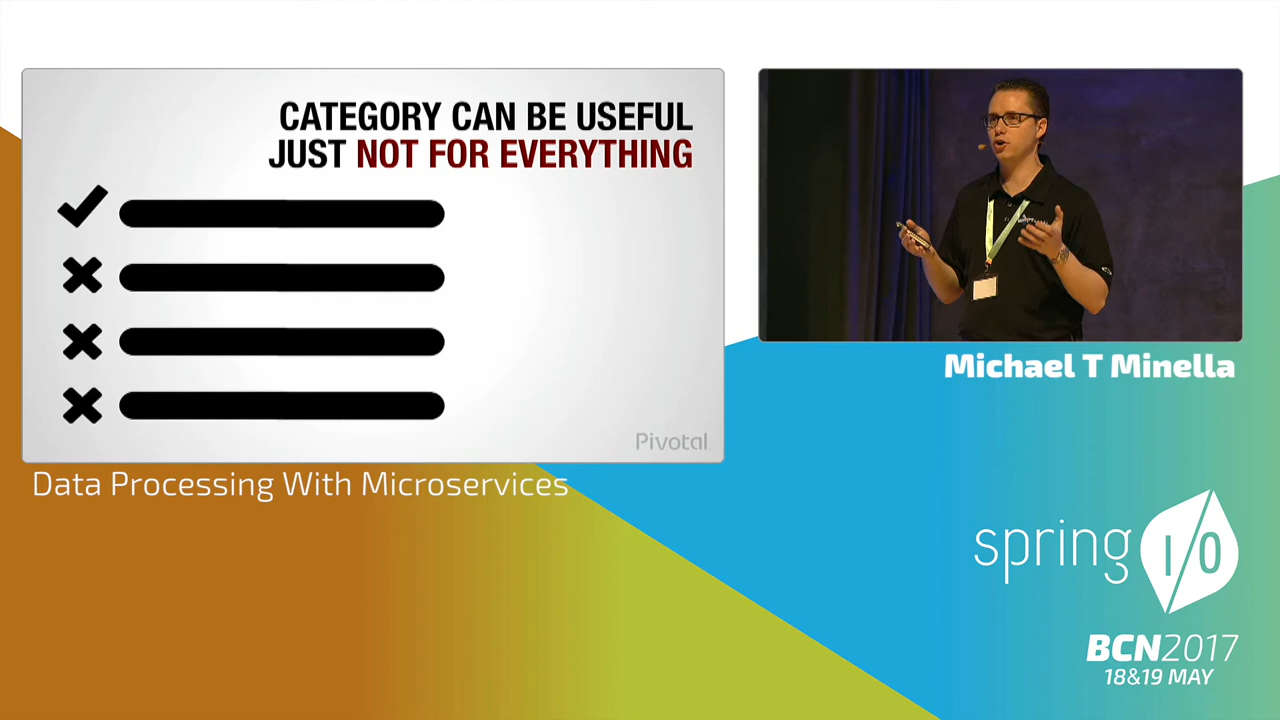 CATEGORY CAN BE USEFUL
JUST NOT FOR EVERYTHING
Pivotal
Data Processing With Microservices
Michael T Minella
spring I/O
BCN2017
18&19 MAY